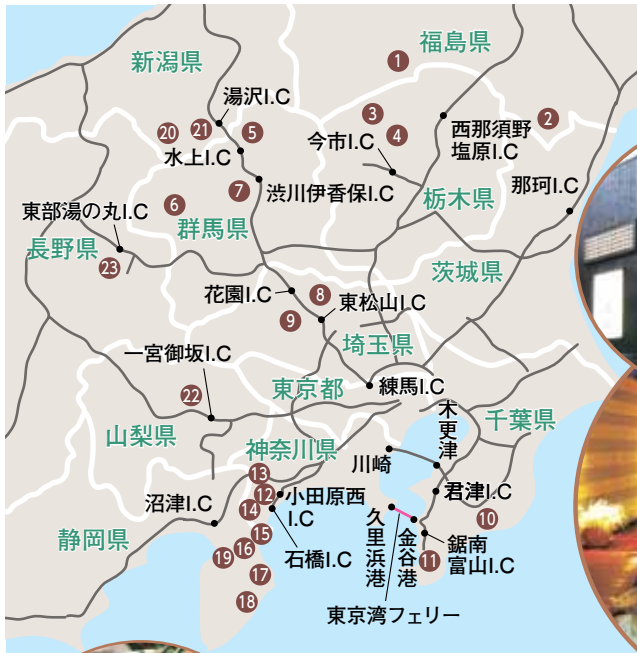 福島県
新潟県
1
湯沢I.C
3
2
20
21
5
4
西那須野
塩原I.C
今市I.C
水上I.C
那珂I.C
7
渋川伊香保I.C
栃木県
6
東部湯の丸I.C
群馬県
長野県
茨城県
23
花園I.C
8
東松山I.C
9
埼玉県
一宮御坂I.C
東京都
練馬I.C
22
千葉県
山梨県
木更津
神奈川県
川崎
13
12
小田原西
I.C
君津I.C
沼津I.C
14
久里浜港
金谷港
10
静岡県
15
石橋I.C
鋸南
富山I.C
16
19
11
17
東京湾フェリー
18